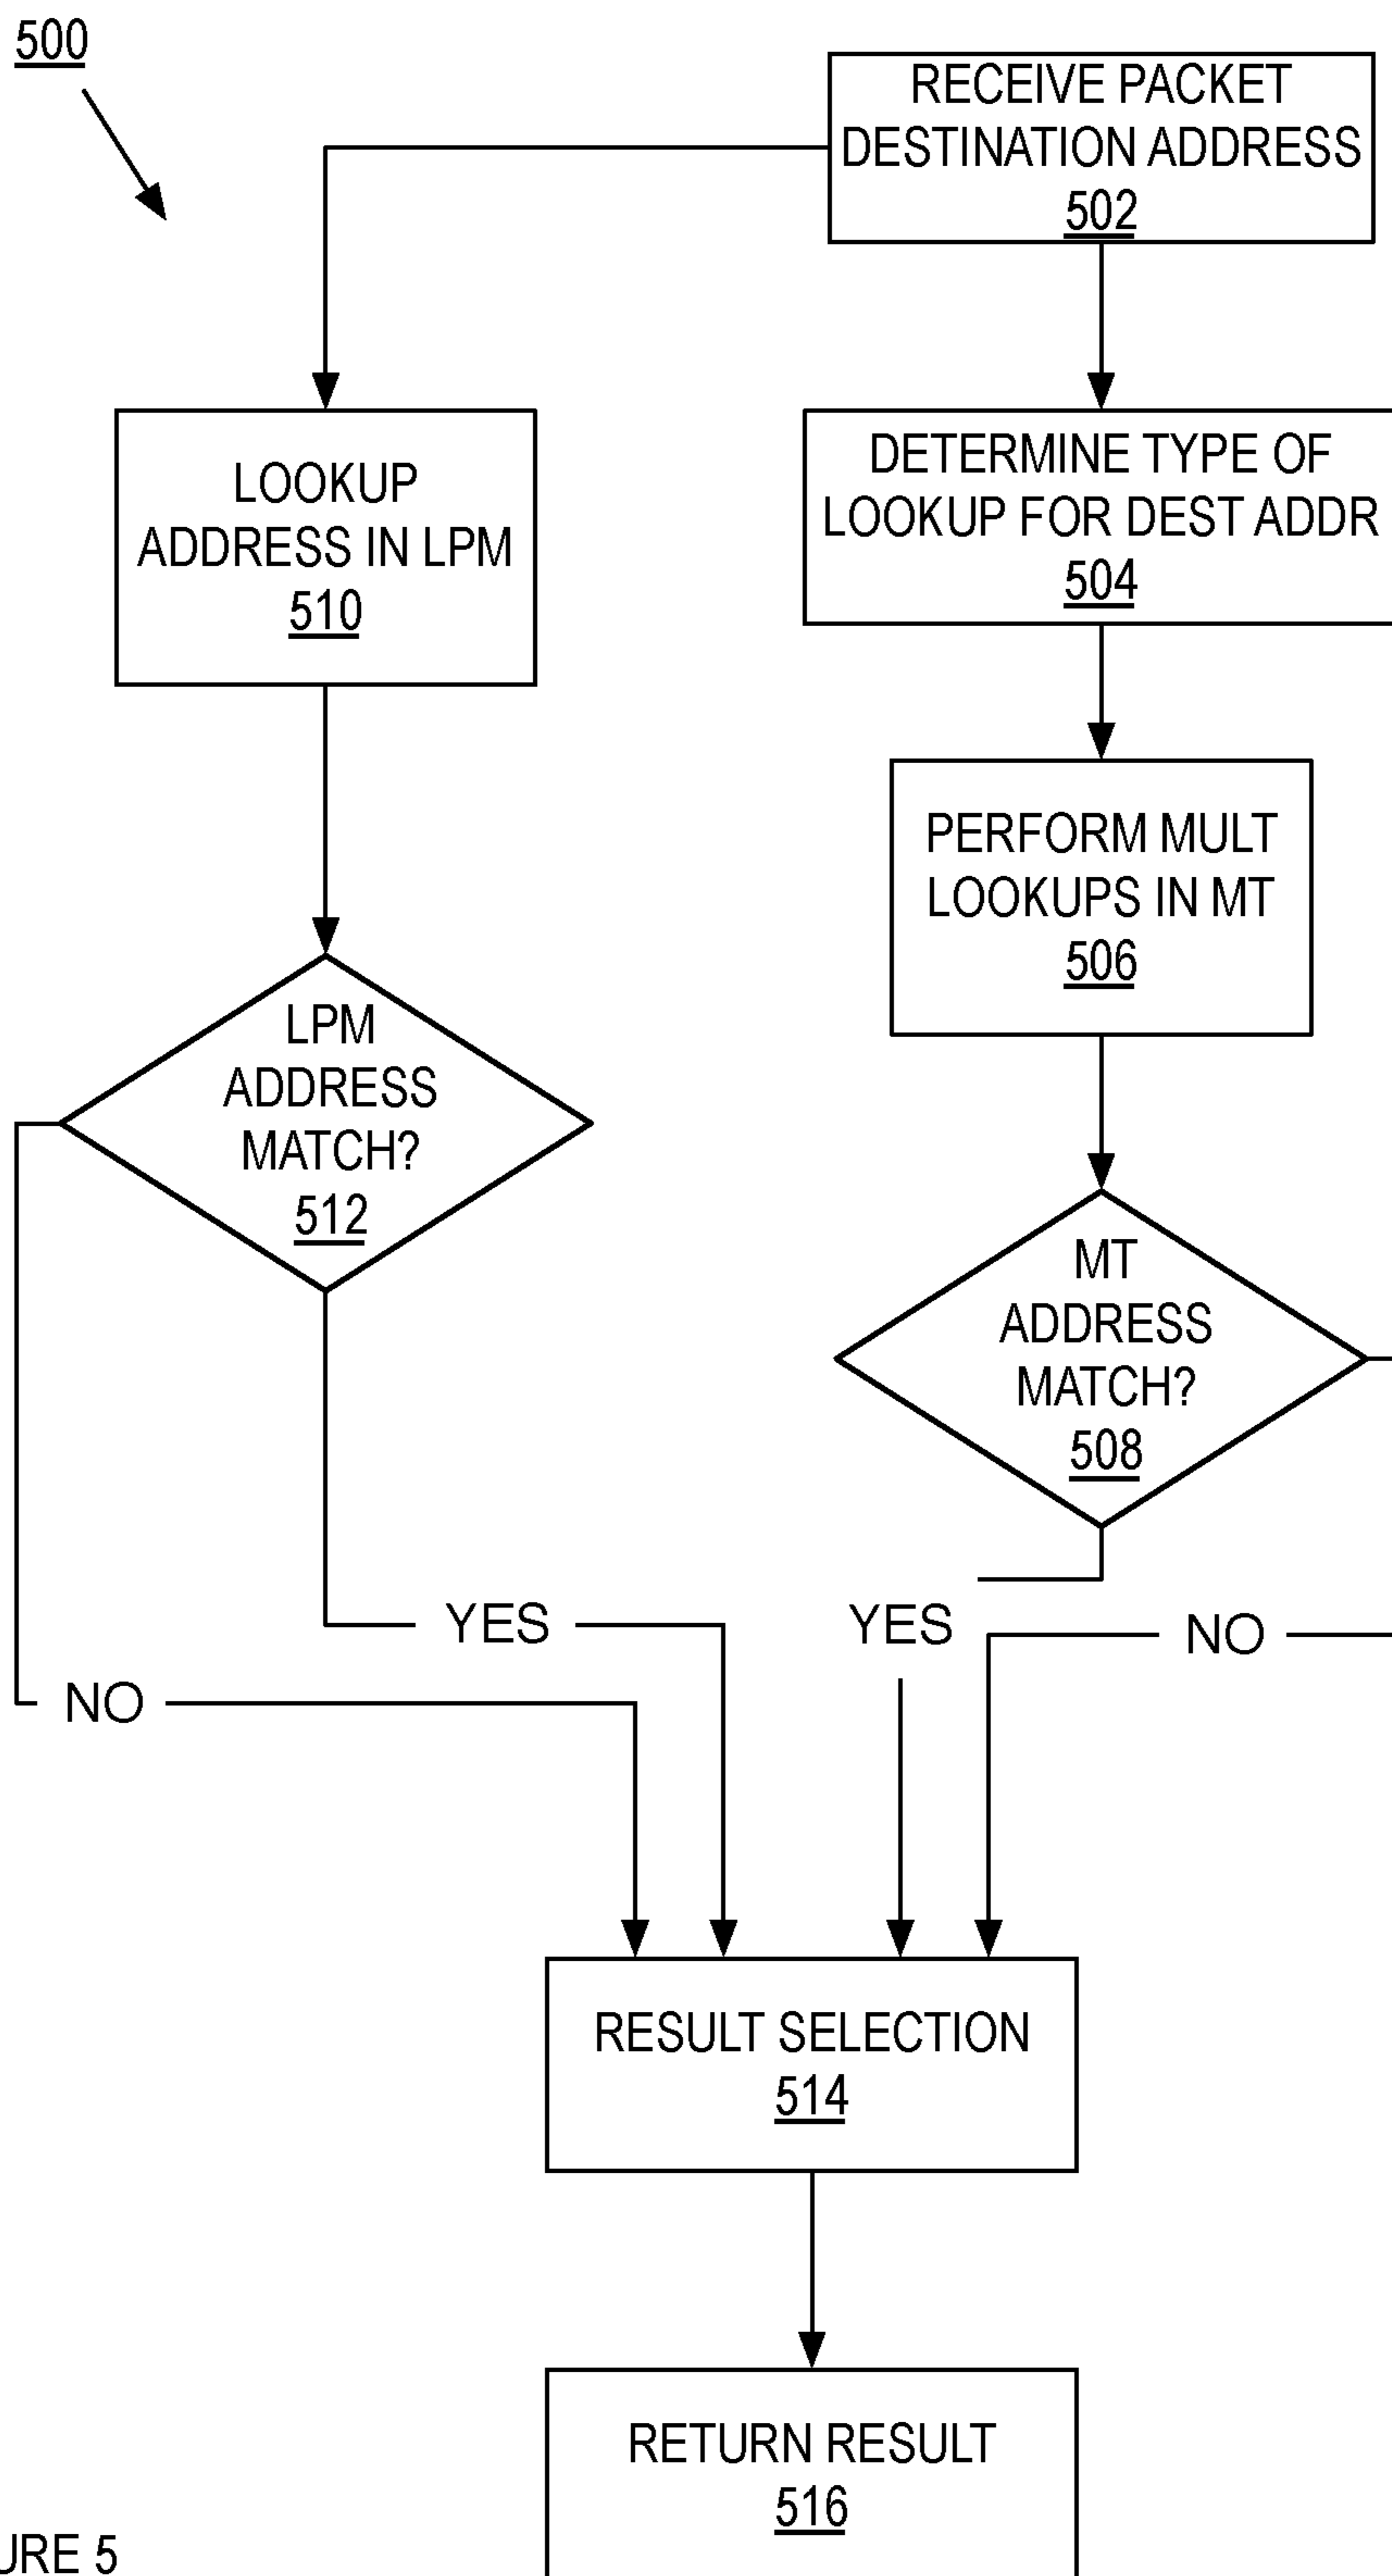 500
RECEIVE PACKET
DESTINATION ADDRESS
502
LOOKUP
ADDRESS IN LPM
510
DETERMINE TYPE OF
LOOKUP FOR DEST ADDR
504
PERFORM MULT
LOOKUPS IN MT
506
LPM
ADDRESS
MATCH?
512
MT
ADDRESS
MATCH?
508
YES
YES
NO
NO
RESULT SELECTION
514
RETURN RESULT
516
URE 5